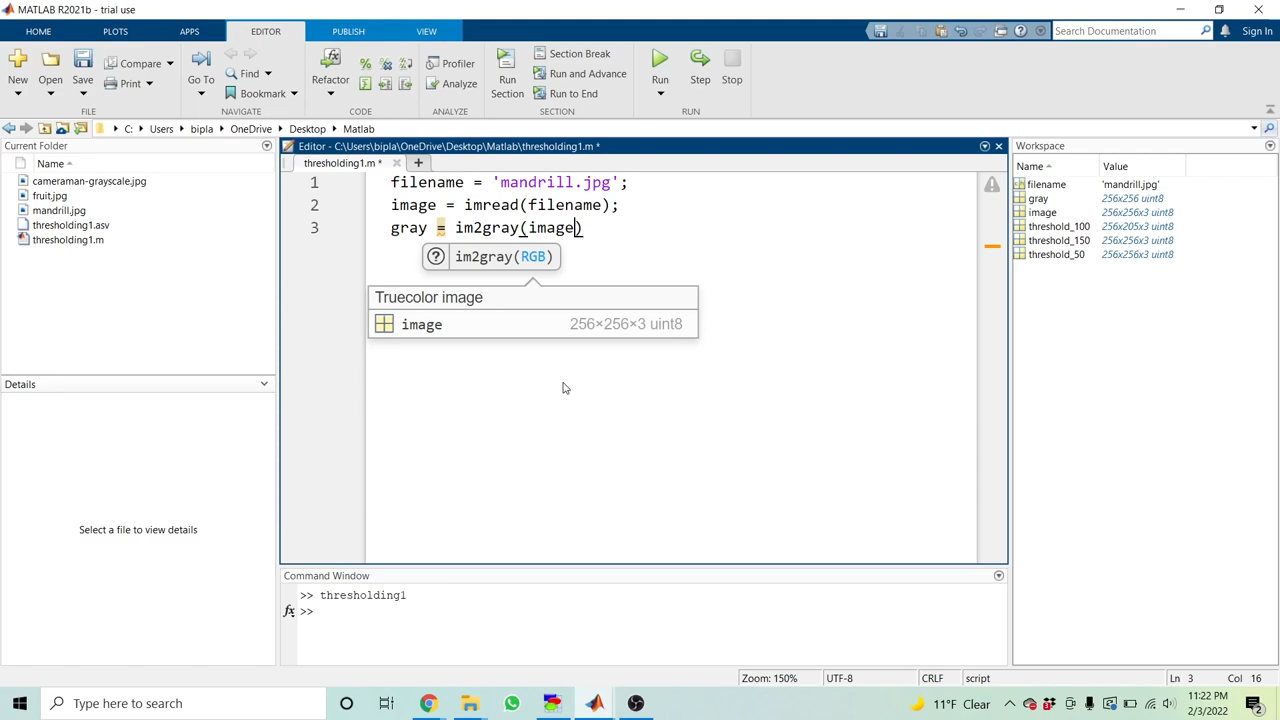 MATLAB R2021b - trial use
HOME PLOTS APPS EDITOR PUBLISH VIEW
Search Documentation
Sign In
New Open Save
Compare
Print
FILE
Go To
Find
Bookmark
NAVIGATE
Refactor
CODE
Profiler
Analyze
ANALYZE
Run Section
Section Break
Run and Advance
Run to End
SECTION
Run Step Stop
RUN
C: Users bipla OneDrive Desktop Matlab
Current Folder
Name
cameraman-grayscale.jpg
fruit.jpg
mandrill.jpg
thresholding1.asv
thresholding1.m
Details
Select a file to view details
Editor - C:\Users\bipla\OneDrive\Desktop\Matlab\thresholding1.m *
thresholding1.m * +
1 filename = 'mandrill.jpg';
2 image = imread(filename);
3 gray = im2gray(image)
im2gray(RGB)
Truecolor image
image 256×256×3 uint8
Command Window
>> thresholding1
fx >>
Workspace
Name Value
filename 'mandrill.jpg'
gray 256x256 uint8
image 256x256x3 uint8
threshold_100 256x205x3 uint8
threshold_150 256x256x3 uint8
threshold_50 256x256x3 uint8
Zoom: 150% UTF-8 CRLF script Ln 3 Col 16
Type here to search
11°F Clear
11:22 PM
2/3/2022
2